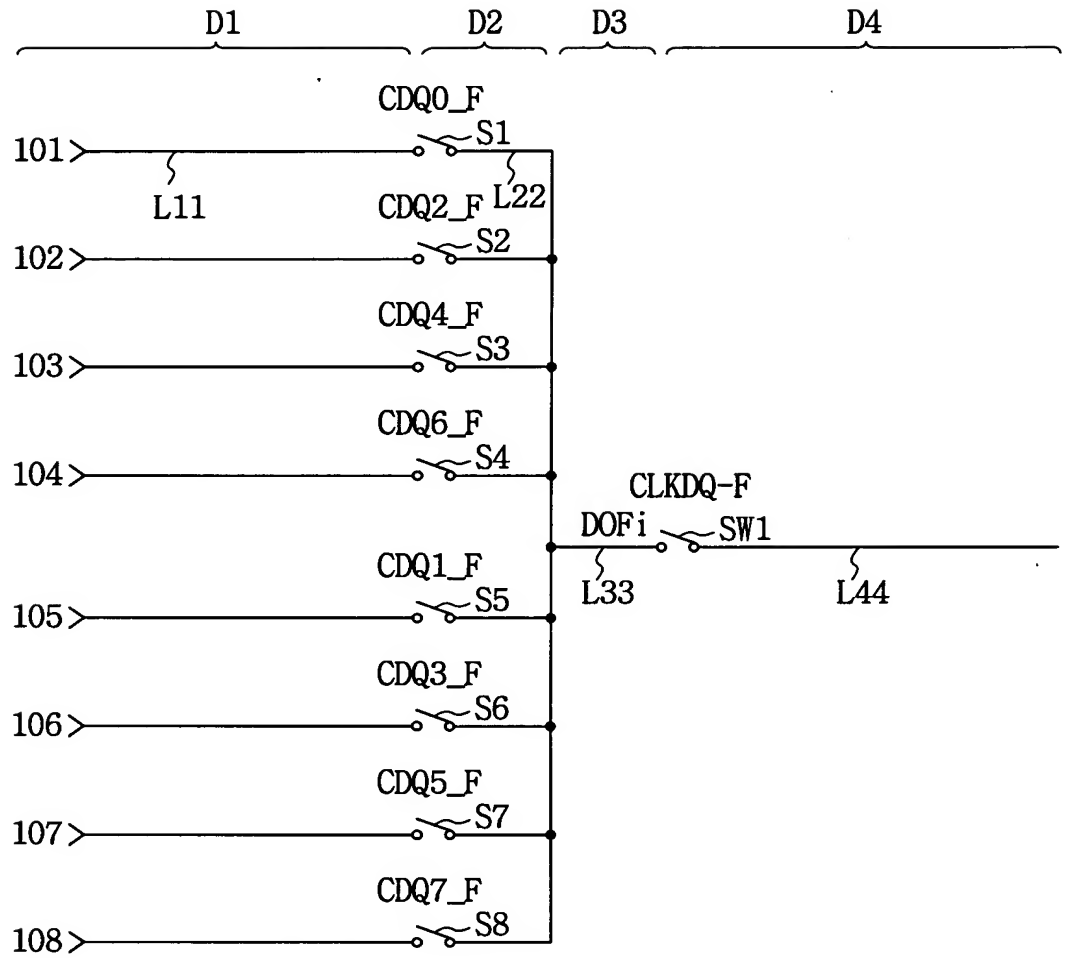 D1 D2 D3 D4
CDQ0_F
101 S1
L11 L22
CDQ2_F
102 S2
CDQ4_F
103 S3
CDQ6_F
104 S4
CLKDQ-F
DOFi SW1
L33 L44
CDQ1_F
105 S5
CDQ3_F
106 S6
CDQ5_F
107 S7
CDQ7_F
108 S8